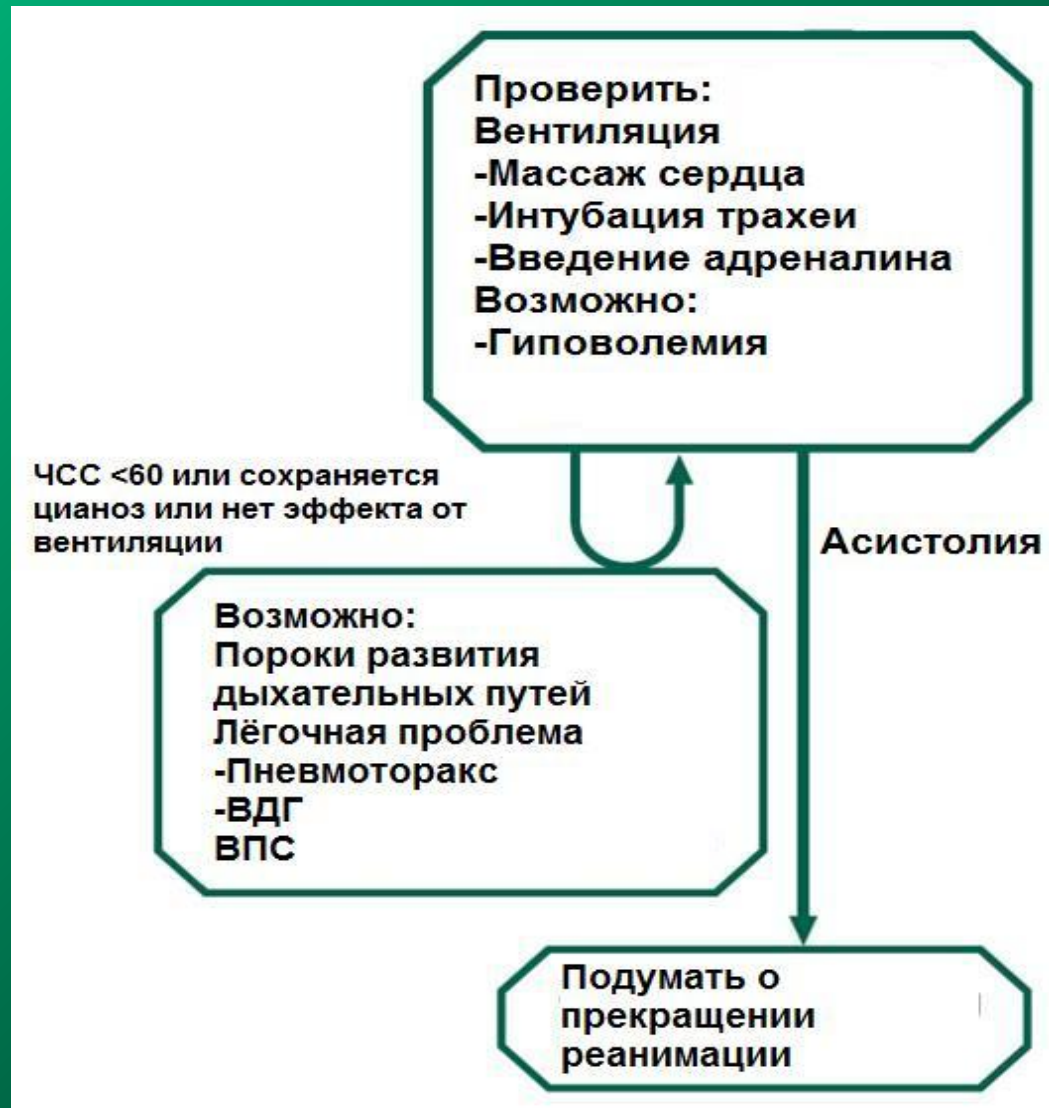 Проверить:
Вентиляция
-Массаж сердца
-Интубация трахеи
-Введение адреналина
Возможно:
-Гиповолемия
ЧСС <60 или сохраняется
цианоз или нет эффекта от
вентиляции
Асистолия
Возможно:
Пороки развития
дыхательных путей
Лёгочная проблема
-Пневмоторакс
-ВДГ
ВПС
Подумать о
прекращении
реанимации